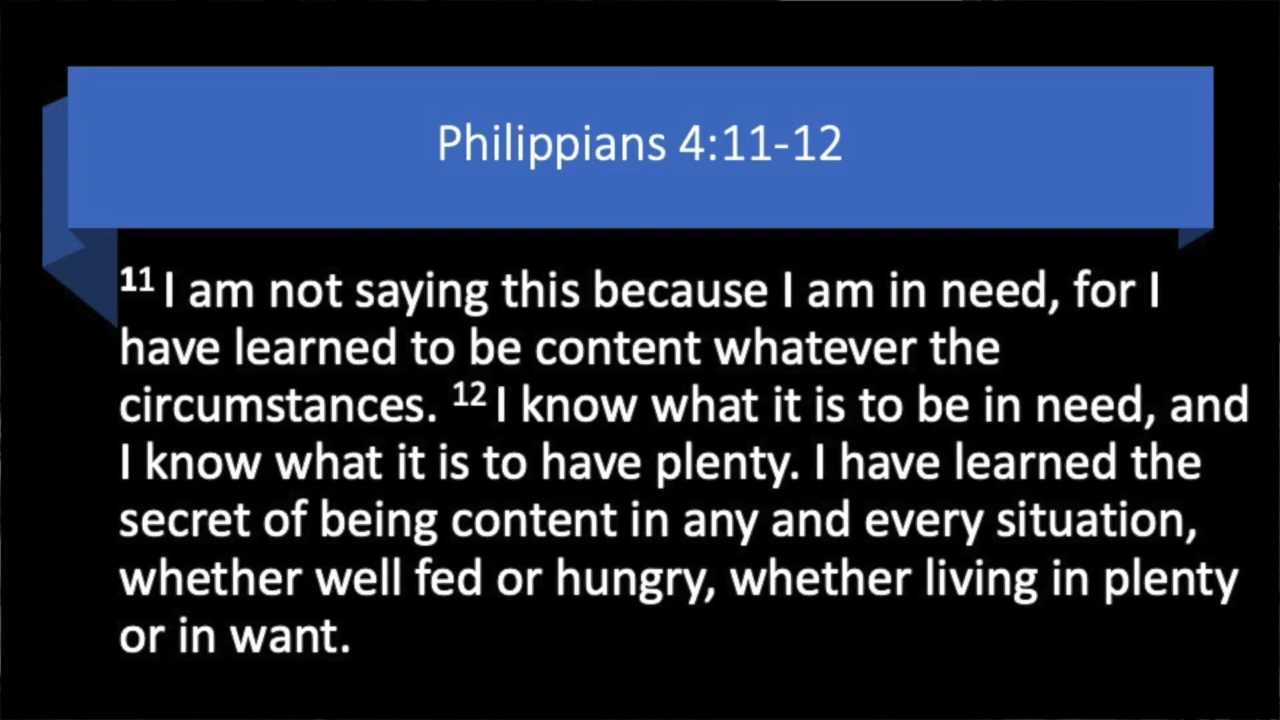 Philippians 4:11-12
11 I am not saying this because I am in need, for I
have learned to be content whatever the
circumstances. 12 I know what it is to be in need, and
I know what it is to have plenty. I have learned the
secret of being content in any and every situation,
whether well fed or hungry, whether living in plenty
or in want.